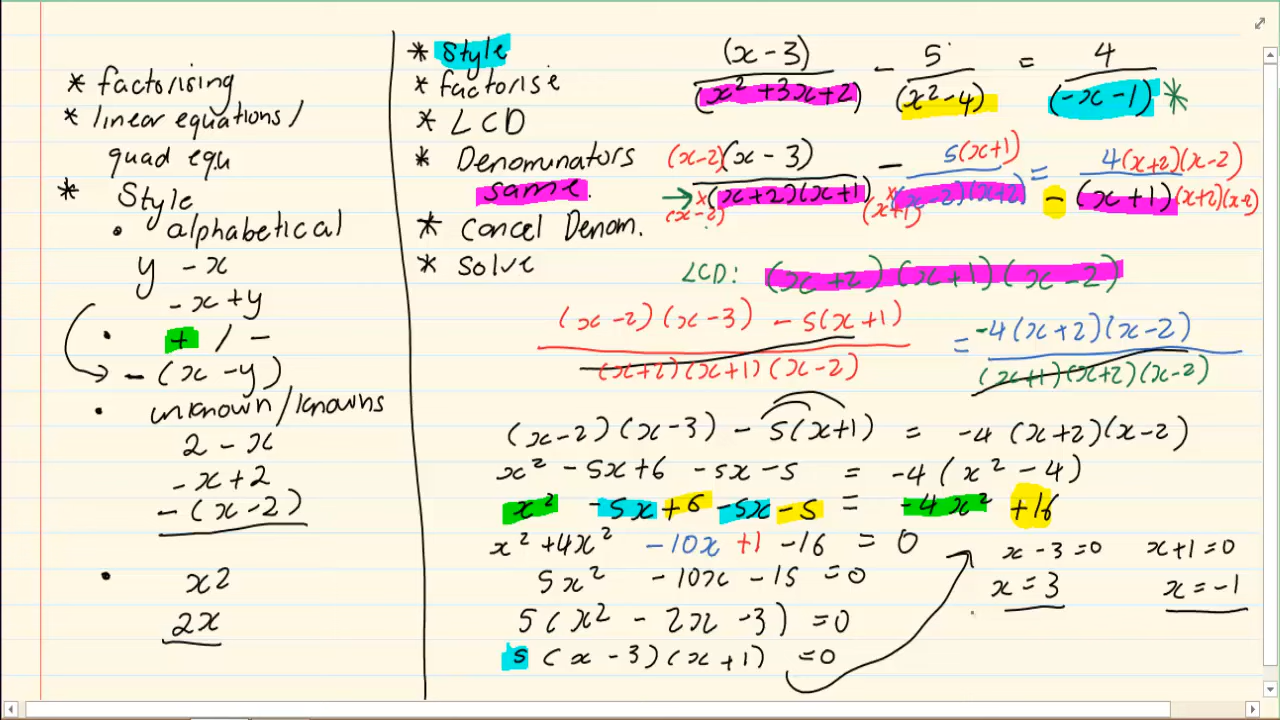 * factorising
* linear equations /
quad equ
* Style
• alphabetical
y - x
- x + y
• + / -
- (x - y)
• unknown / knowns
2 - x
- x + 2
- (x - 2)
• x2
2x
* Style
* factorise
* LCD
* Denominators
same.
* Cancel Denom.
* Solve
(x - 3) / (x² + 3x + 2) - 5 / (x² - 4) = 4 / (-x - 1) *
(x-2)(x - 3) / (x+2)(x+1) ×(x-2) - 5(x+1) / (x-2)(x+2) ×(x+1) = 4(x+2)(x-2) / -(x+1)(x+2)(x-2)
LCD: (x+2)(x+1)(x-2)
(x-2)(x-3) - 5(x+1) / (x+2)(x+1)(x-2) = -4(x+2)(x-2) / (x+1)(x+2)(x-2)
(x-2)(x-3) - 5(x+1) = -4(x+2)(x-2)
x² - 5x + 6 - 5x - 5 = -4(x² - 4)
x² - 5x + 6 - 5x - 5 = -4x² + 16
x² + 4x² - 10x + 1 - 16 = 0
5x² - 10x - 15 = 0
5(x² - 2x - 3) = 0
5(x - 3)(x + 1) = 0
x - 3 = 0 x + 1 = 0
x = 3 x = -1